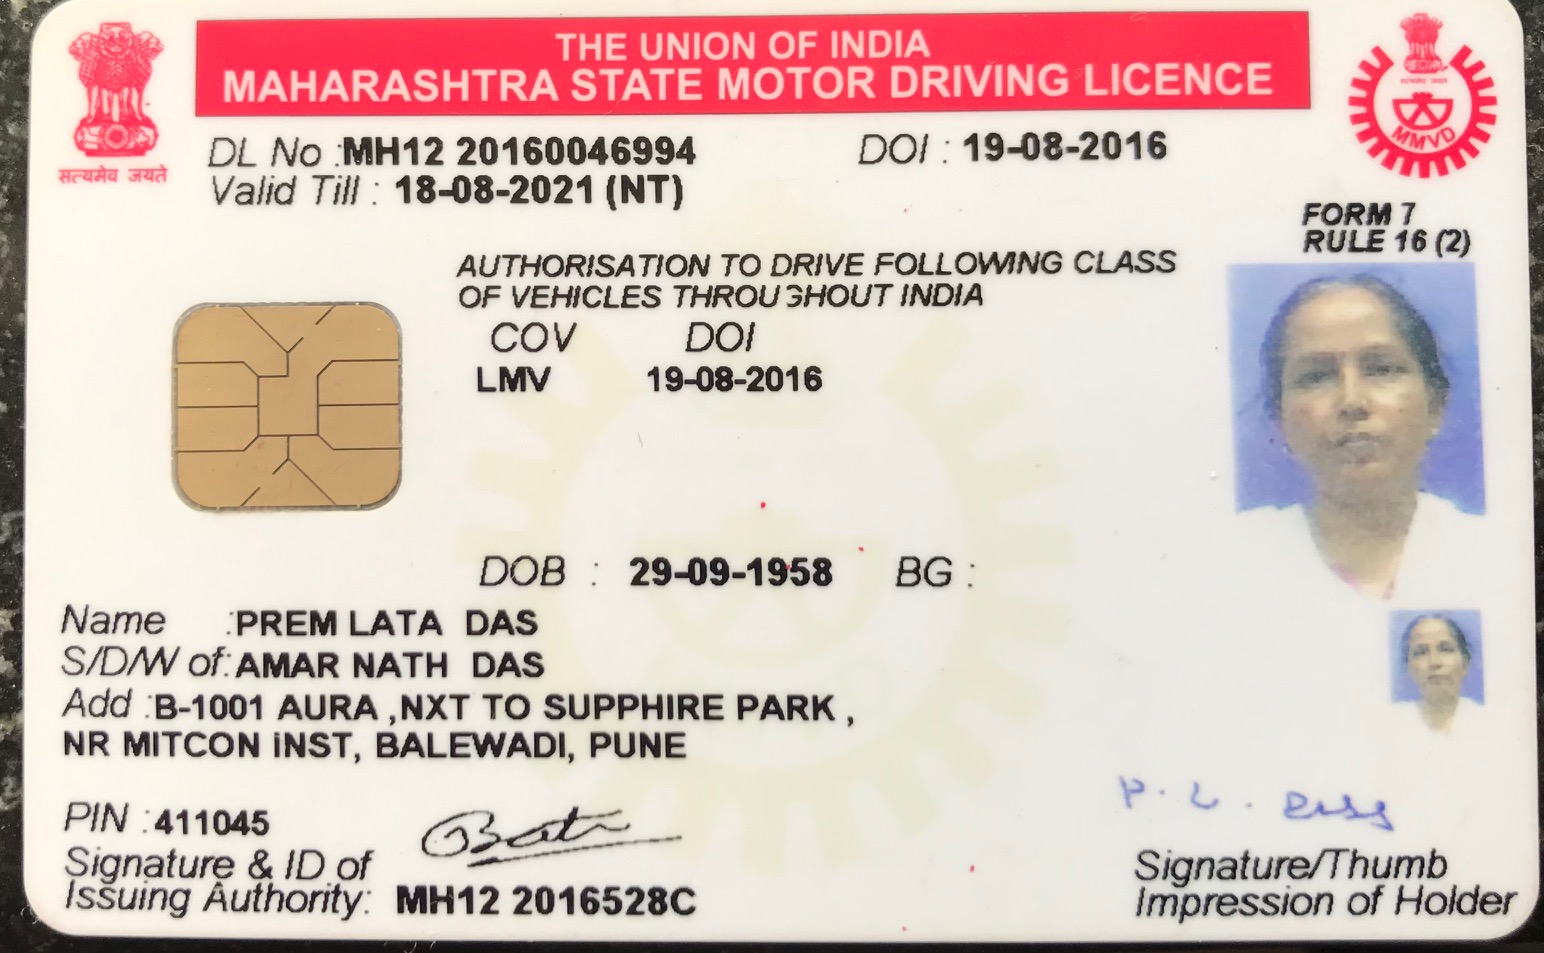 THE UNION OF INDIA
MAHARASHTRA STATE MOTOR DRIVING LICENCE
सत्यमेव जयते
MMVD
DL No :MH12 20160046994 DOI : 19-08-2016
Valid Till : 18-08-2021 (NT)
FORM 7
RULE 16 (2)
AUTHORISATION TO DRIVE FOLLOWING CLASS
OF VEHICLES THROUGHOUT INDIA
COV DOI
LMV 19-08-2016
DOB : 29-09-1958 BG :
Name :PREM LATA DAS
S/D/W of:AMAR NATH DAS
Add :B-1001 AURA ,NXT TO SUPPHIRE PARK ,
NR MITCON iNST, BALEWADI, PUNE
PIN :411045
Signature & ID of
Issuing Authority: MH12 2016528C
P. L.
Signature/Thumb
Impression of Holder